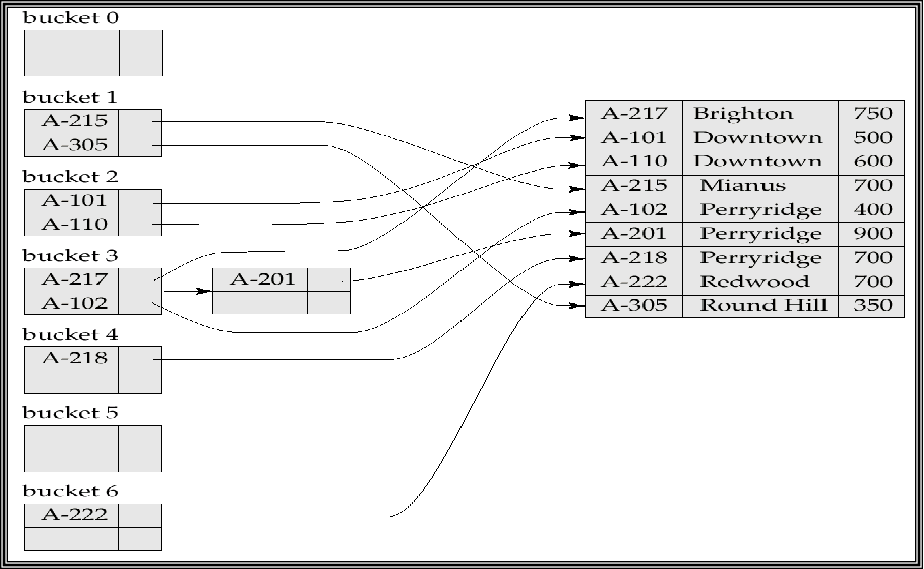 bucket 0
bucket 1
A-215
A-305
bucket 2
A-101
A-110
bucket 3
A-217
A-102
A-201
bucket 4
A-218
bucket 5
bucket 6
A-222
A-217 Brighton 750
A-101 Downtown 500
A-110 Downtown 600
A-215 Mianus 700
A-102 Perryridge 400
A-201 Perryridge 900
A-218 Perryridge 700
A-222 Redwood 700
A-305 Round Hill 350